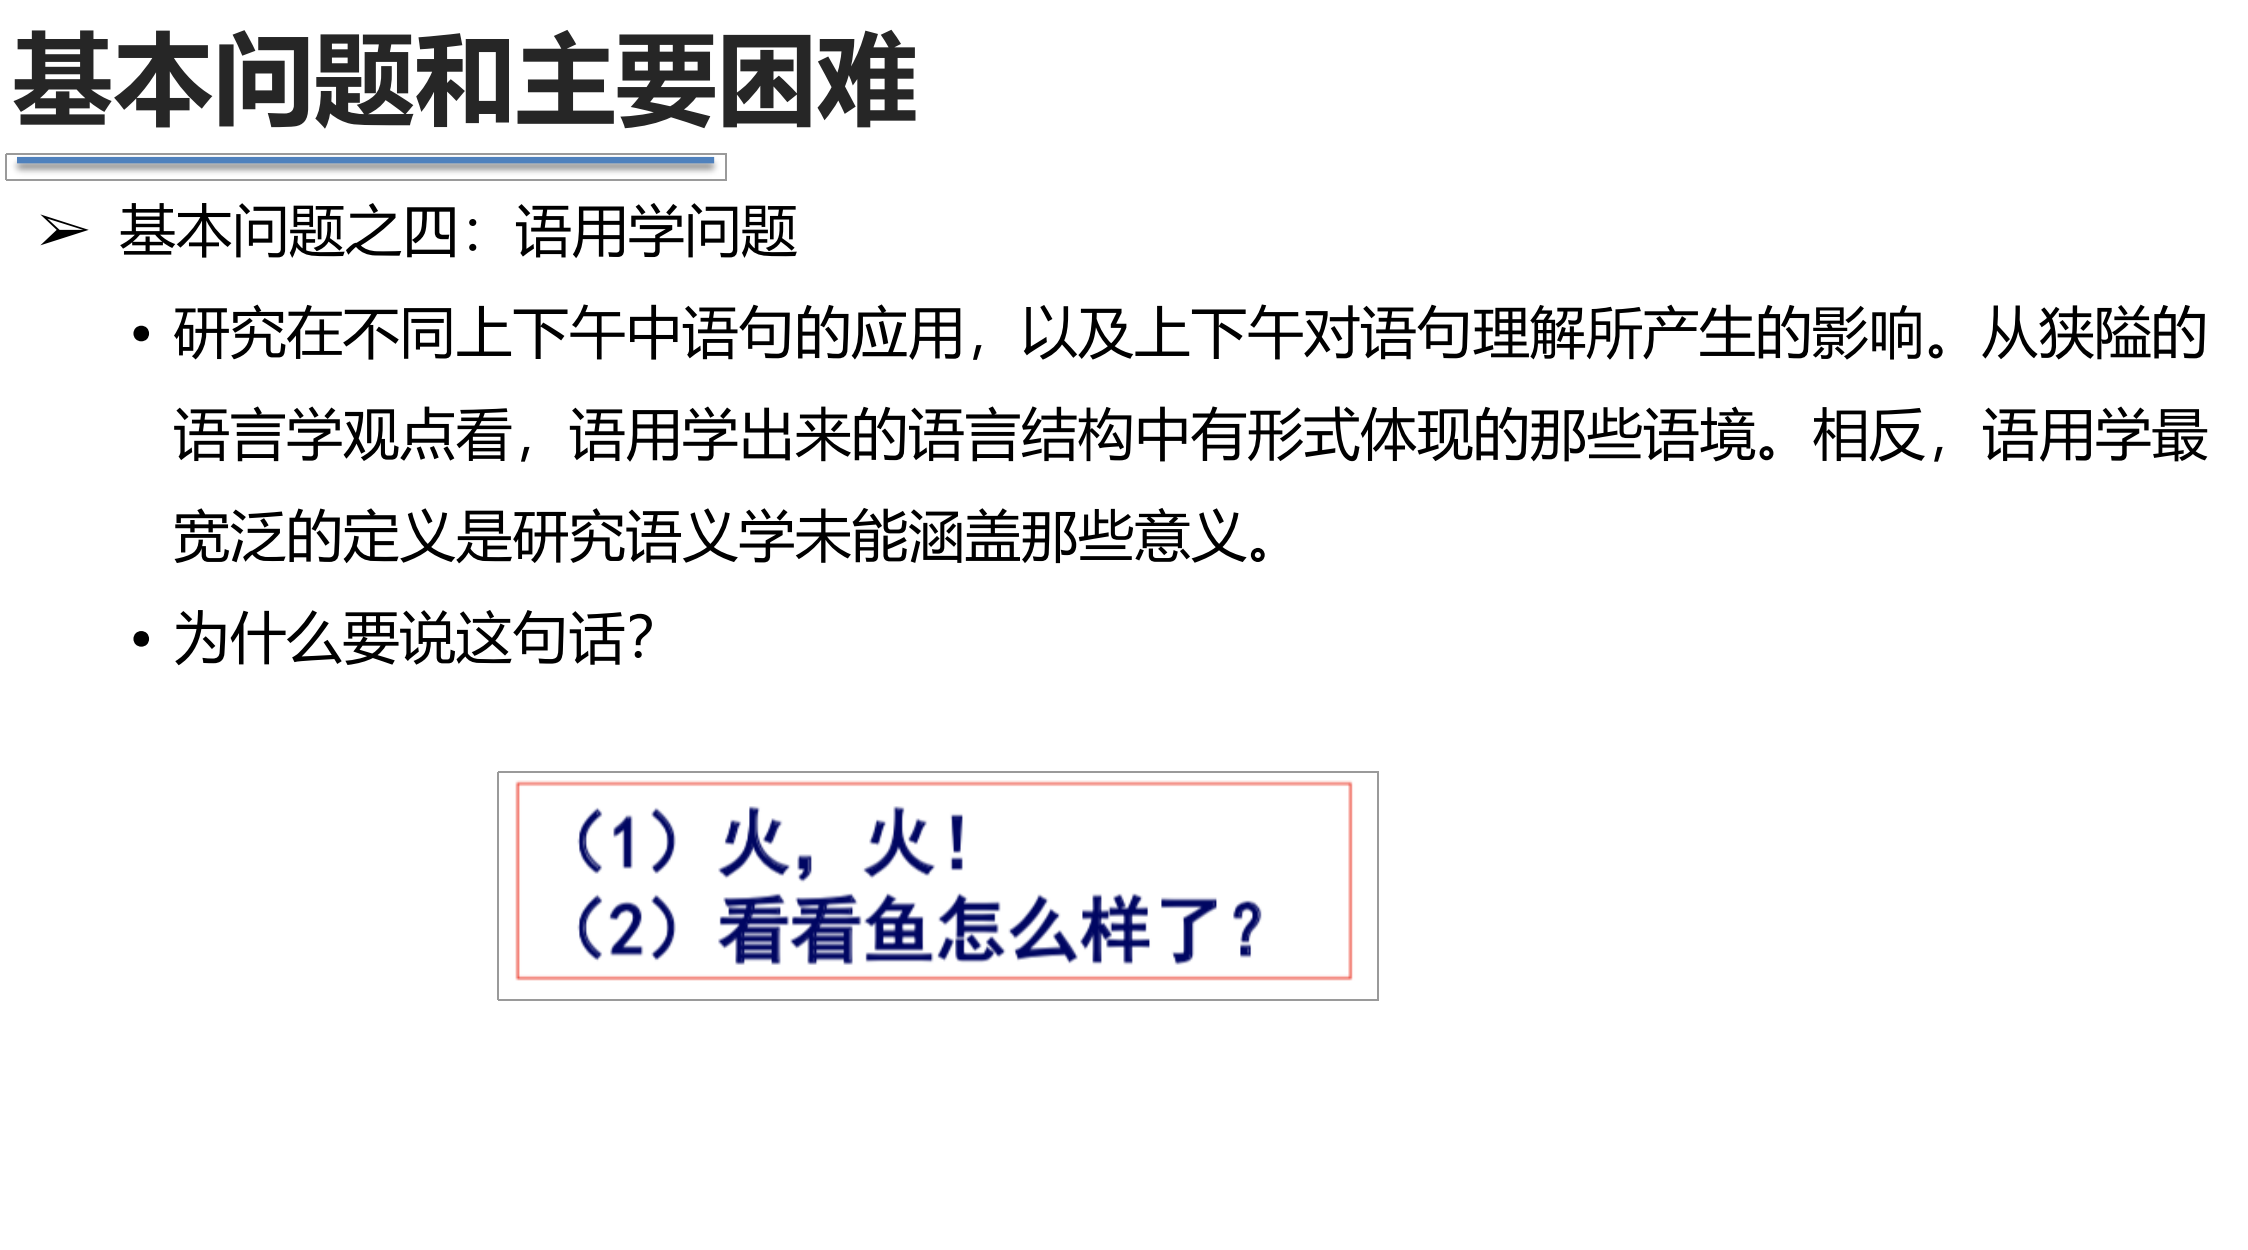 基本问题和主要困难
➢ 基本问题之四：语用学问题
• 研究在不同上下午中语句的应用，以及上下午对语句理解所产生的影响。从狭隘的
语言学观点看，语用学出来的语言结构中有形式体现的那些语境。相反，语用学最
宽泛的定义是研究语义学未能涵盖那些意义。
• 为什么要说这句话？
（1）火，火！
（2）看看鱼怎么样了？